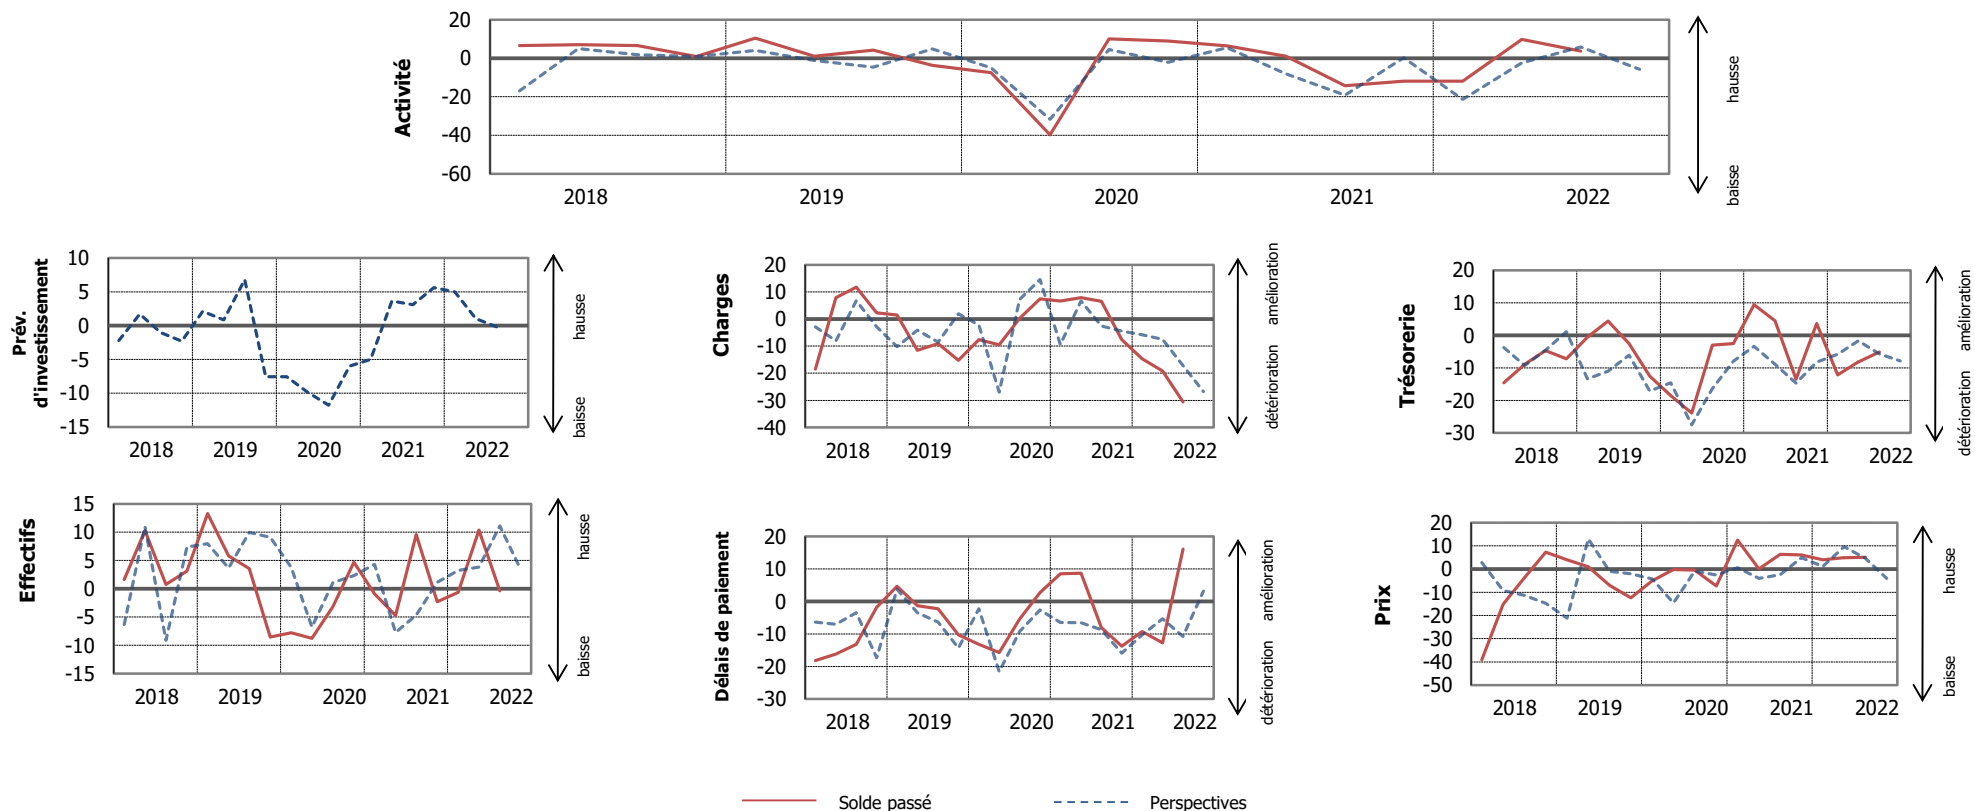 Activité
20
0
-20
-40
-60
2018 2019 2020 2021 2022
hausse
baisse
Prév.
d'investissement
10
5
0
-5
-10
-15
2018 2019 2020 2021 2022
hausse
baisse
Charges
20
10
0
-10
-20
-30
-40
2018 2019 2020 2021 2022
amélioration
détérioration
Trésorerie
20
10
0
-10
-20
-30
2018 2019 2020 2021 2022
amélioration
détérioration
Effectifs
15
10
5
0
-5
-10
-15
2018 2019 2020 2021 2022
hausse
baisse
Délais de paiement
20
10
0
-10
-20
-30
2018 2019 2020 2021 2022
amélioration
détérioration
Prix
20
10
0
-10
-20
-30
-40
-50
2018 2019 2020 2021 2022
hausse
baisse
Solde passé Perspectives